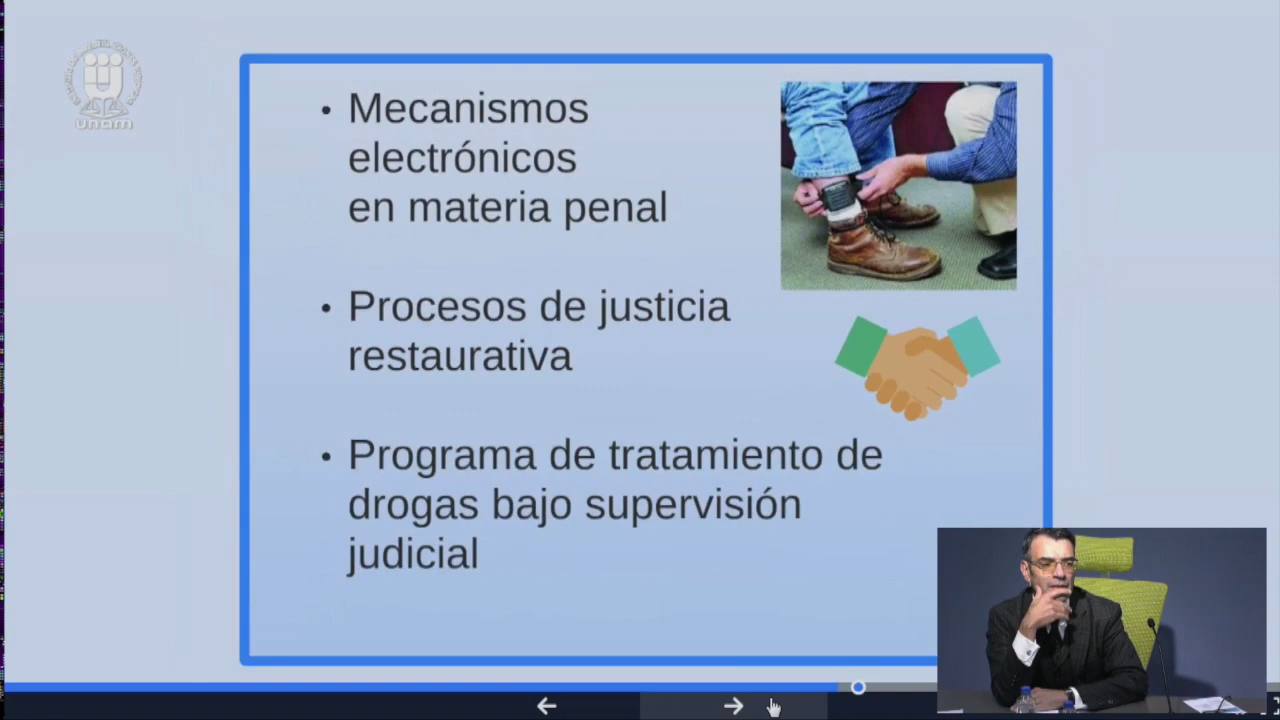 Mecanismos
electrónicos
en materia penal
Procesos de justicia
restaurativa
Programa de tratamiento de
drogas bajo supervisión
judicial
unam